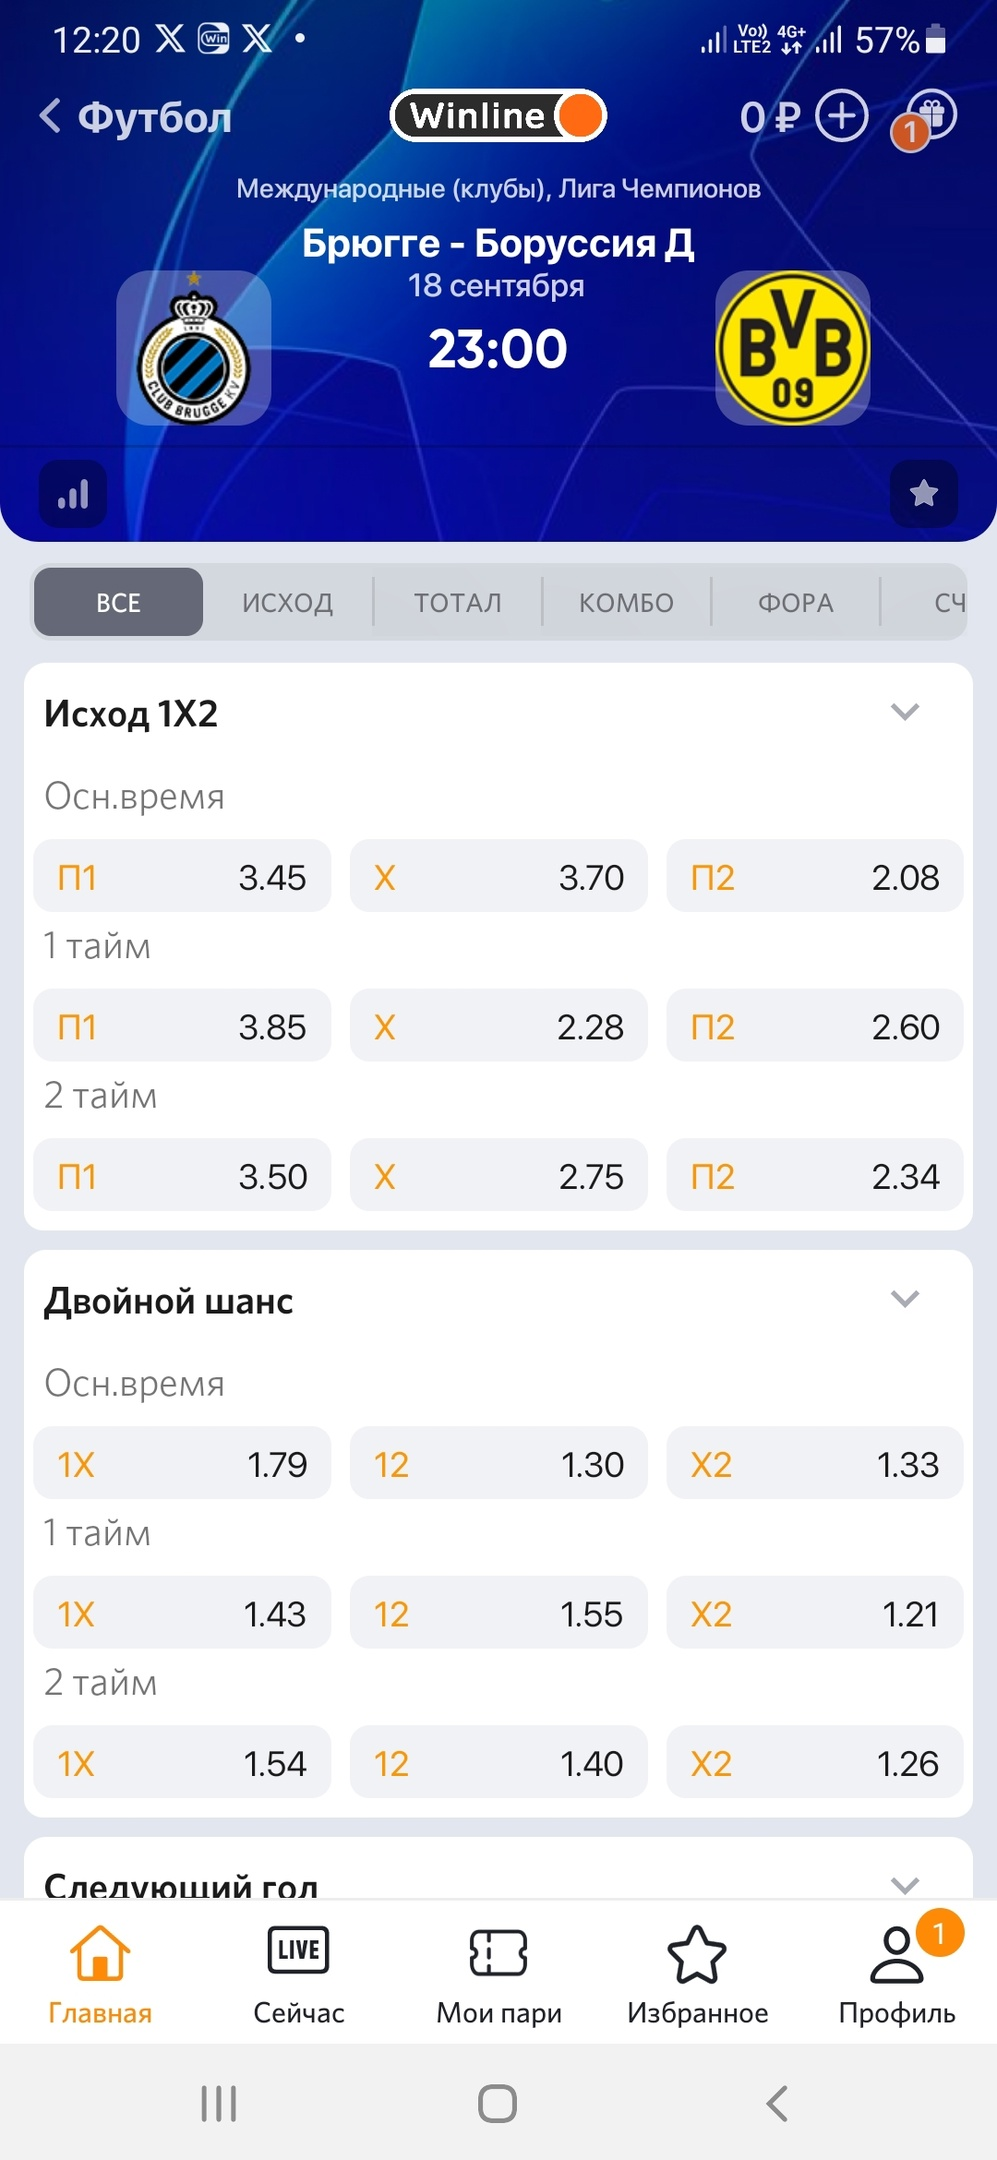 12:20 Win Vo)) LTE2 4G+ 57%
Футбол Winline 0 ₽ 1
Международные (клубы), Лига Чемпионов
Брюгге - Боруссия Д
18 сентября
23:00
CLUB BRUGGE KV
BVB
09
ВСЕ ИСХОД ТОТАЛ КОМБО ФОРА СЧ
Исход 1X2
Осн.время
П1 3.45 X 3.70 П2 2.08
1 тайм
П1 3.85 X 2.28 П2 2.60
2 тайм
П1 3.50 X 2.75 П2 2.34
Двойной шанс
Осн.время
1X 1.79 12 1.30 X2 1.33
1 тайм
1X 1.43 12 1.55 X2 1.21
2 тайм
1X 1.54 12 1.40 X2 1.26
Следующий гол
LIVE 1
Главная Сейчас Мои пари Избранное Профиль